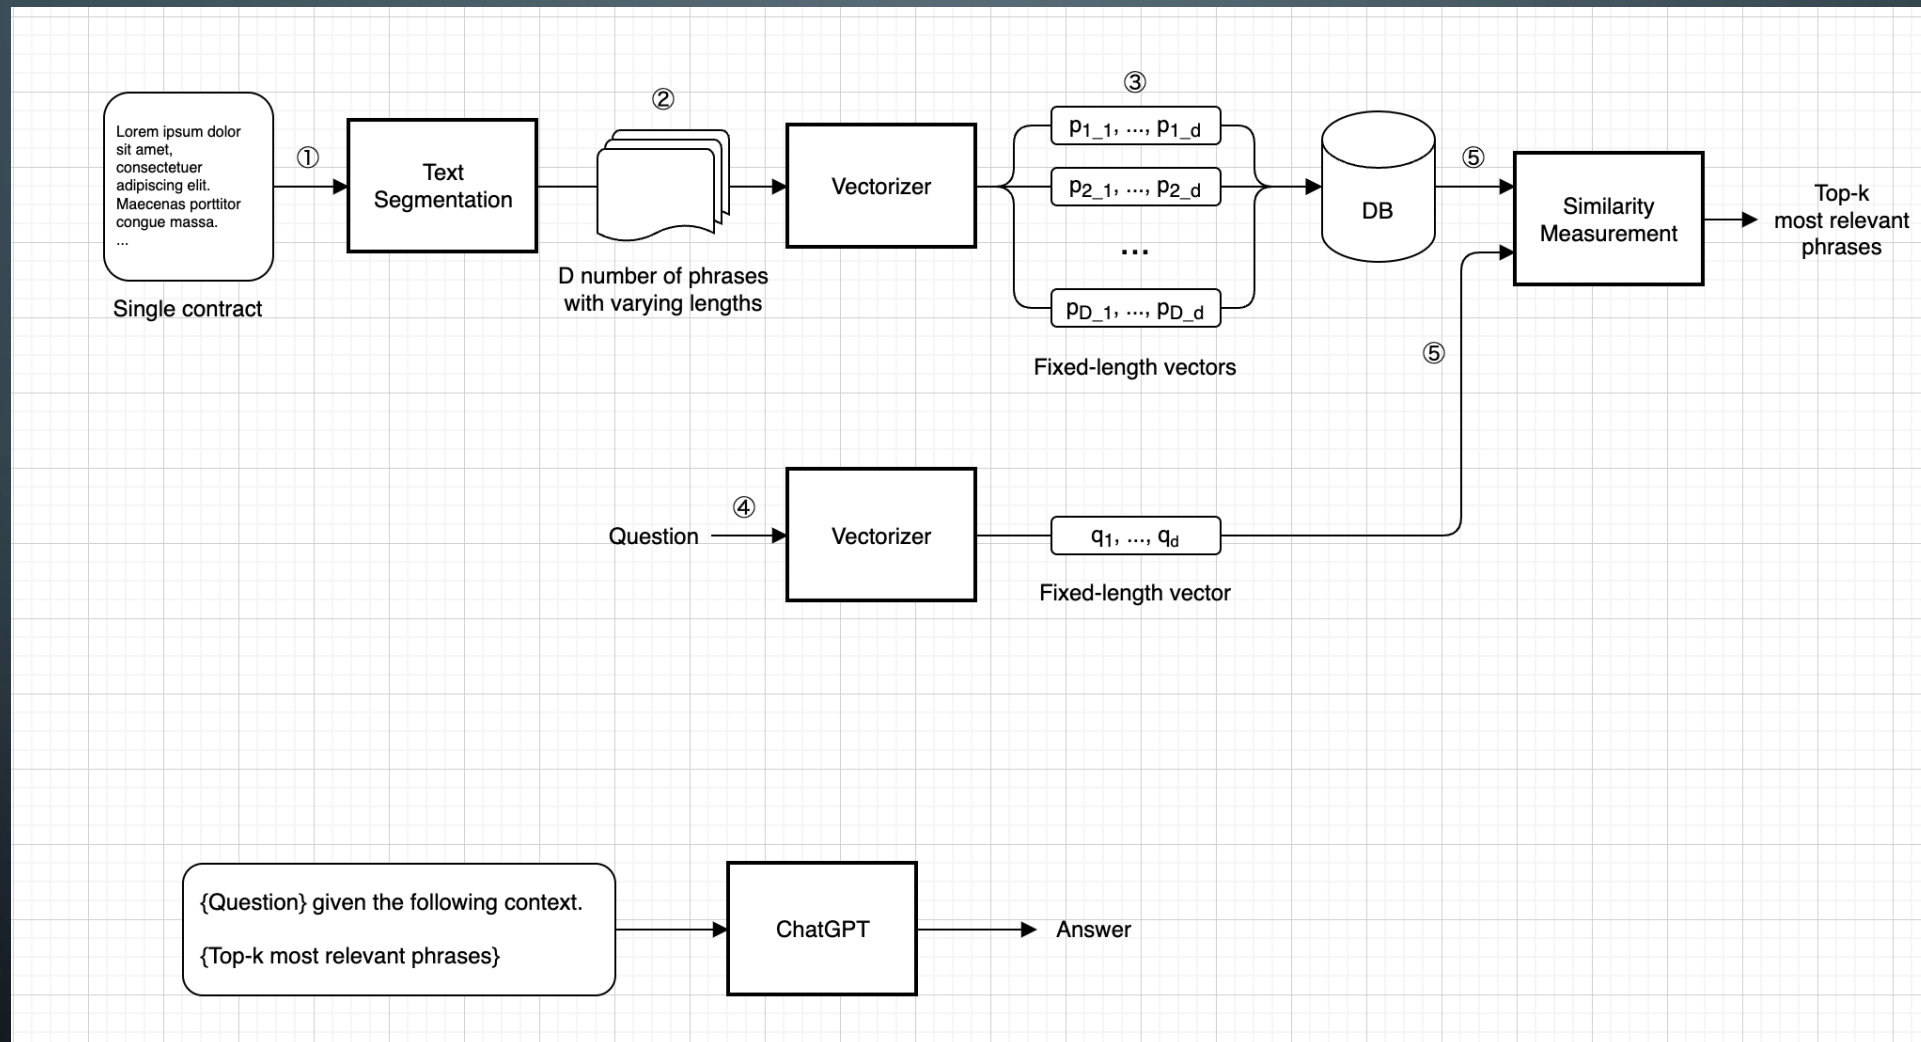 ①
②
③
Lorem ipsum dolor
sit amet,
consectetuer
adipiscing elit.
Maecenas porttitor
congue massa.
...
Single contract
Text
Segmentation
D number of phrases
with varying lengths
Vectorizer
p1_1, ..., p1_d
p2_1, ..., p2_d
...
pD_1, ..., pD_d
Fixed-length vectors
DB
⑤
⑤
Similarity
Measurement
Top-k
most relevant
phrases
Question
④
Vectorizer
q1, ..., qd
Fixed-length vector
{Question} given the following context.
{Top-k most relevant phrases}
ChatGPT
Answer